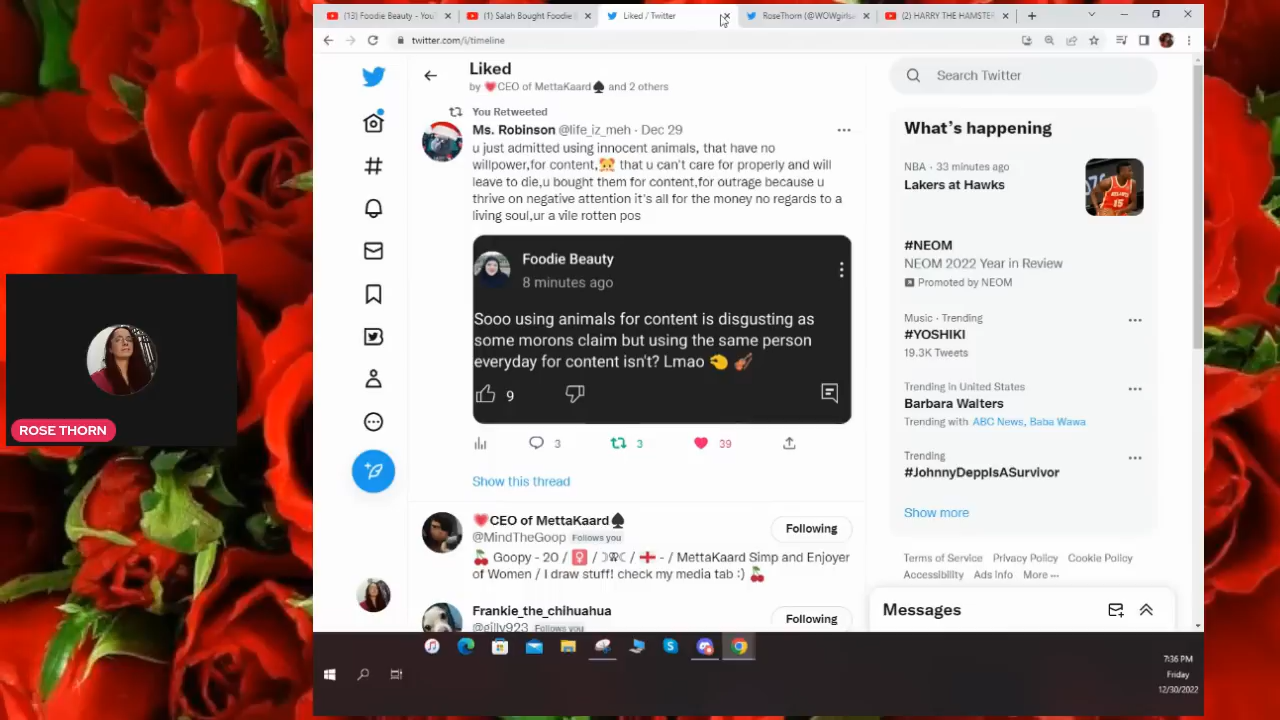 (13) Foodie Beauty - You
(1) Salah Bought Foodie
Liked / Twitter
RoseThorn (@WOWgirls
(2) HARRY THE HAMSTER
twitter.com/i/timeline
Liked
by ❤️CEO of MettaKaard♠ and 2 others
You Retweeted
Ms. Robinson @life_iz_meh · Dec 29
u just admitted using innocent animals, that have no
willpower,for content,🐹 that u can't care for properly and will
leave to die,u bought them for content,for outrage because u
thrive on negative attention it's all for the money no regards to a
living soul,ur a vile rotten pos
Foodie Beauty
8 minutes ago
Sooo using animals for content is disgusting as
some morons claim but using the same person
everyday for content isn't? Lmao 🤏 🎻
9
3
3
39
Show this thread
❤️CEO of MettaKaard♠
@MindTheGoop Follows you
Following
🍒 Goopy - 20 / ♀ / / - / MettaKaard Simp and Enjoyer
of Women / I draw stuff! check my media tab :) 🍒
Frankie_the_chihuahua
@gilly923 Follows you
Following
Search Twitter
What's happening
NBA · 33 minutes ago
Lakers at Hawks
#NEOM
NEOM 2022 Year in Review
Promoted by NEOM
Music · Trending
#YOSHIKI
19.3K Tweets
Trending in United States
Barbara Walters
Trending with ABC News, Baba Wawa
Trending
#JohnnyDeppIsASurvivor
Show more
Terms of Service Privacy Policy Cookie Policy
Accessibility Ads info More ···
Messages
ROSE THORN
7:36 PM
Friday
12/30/2022